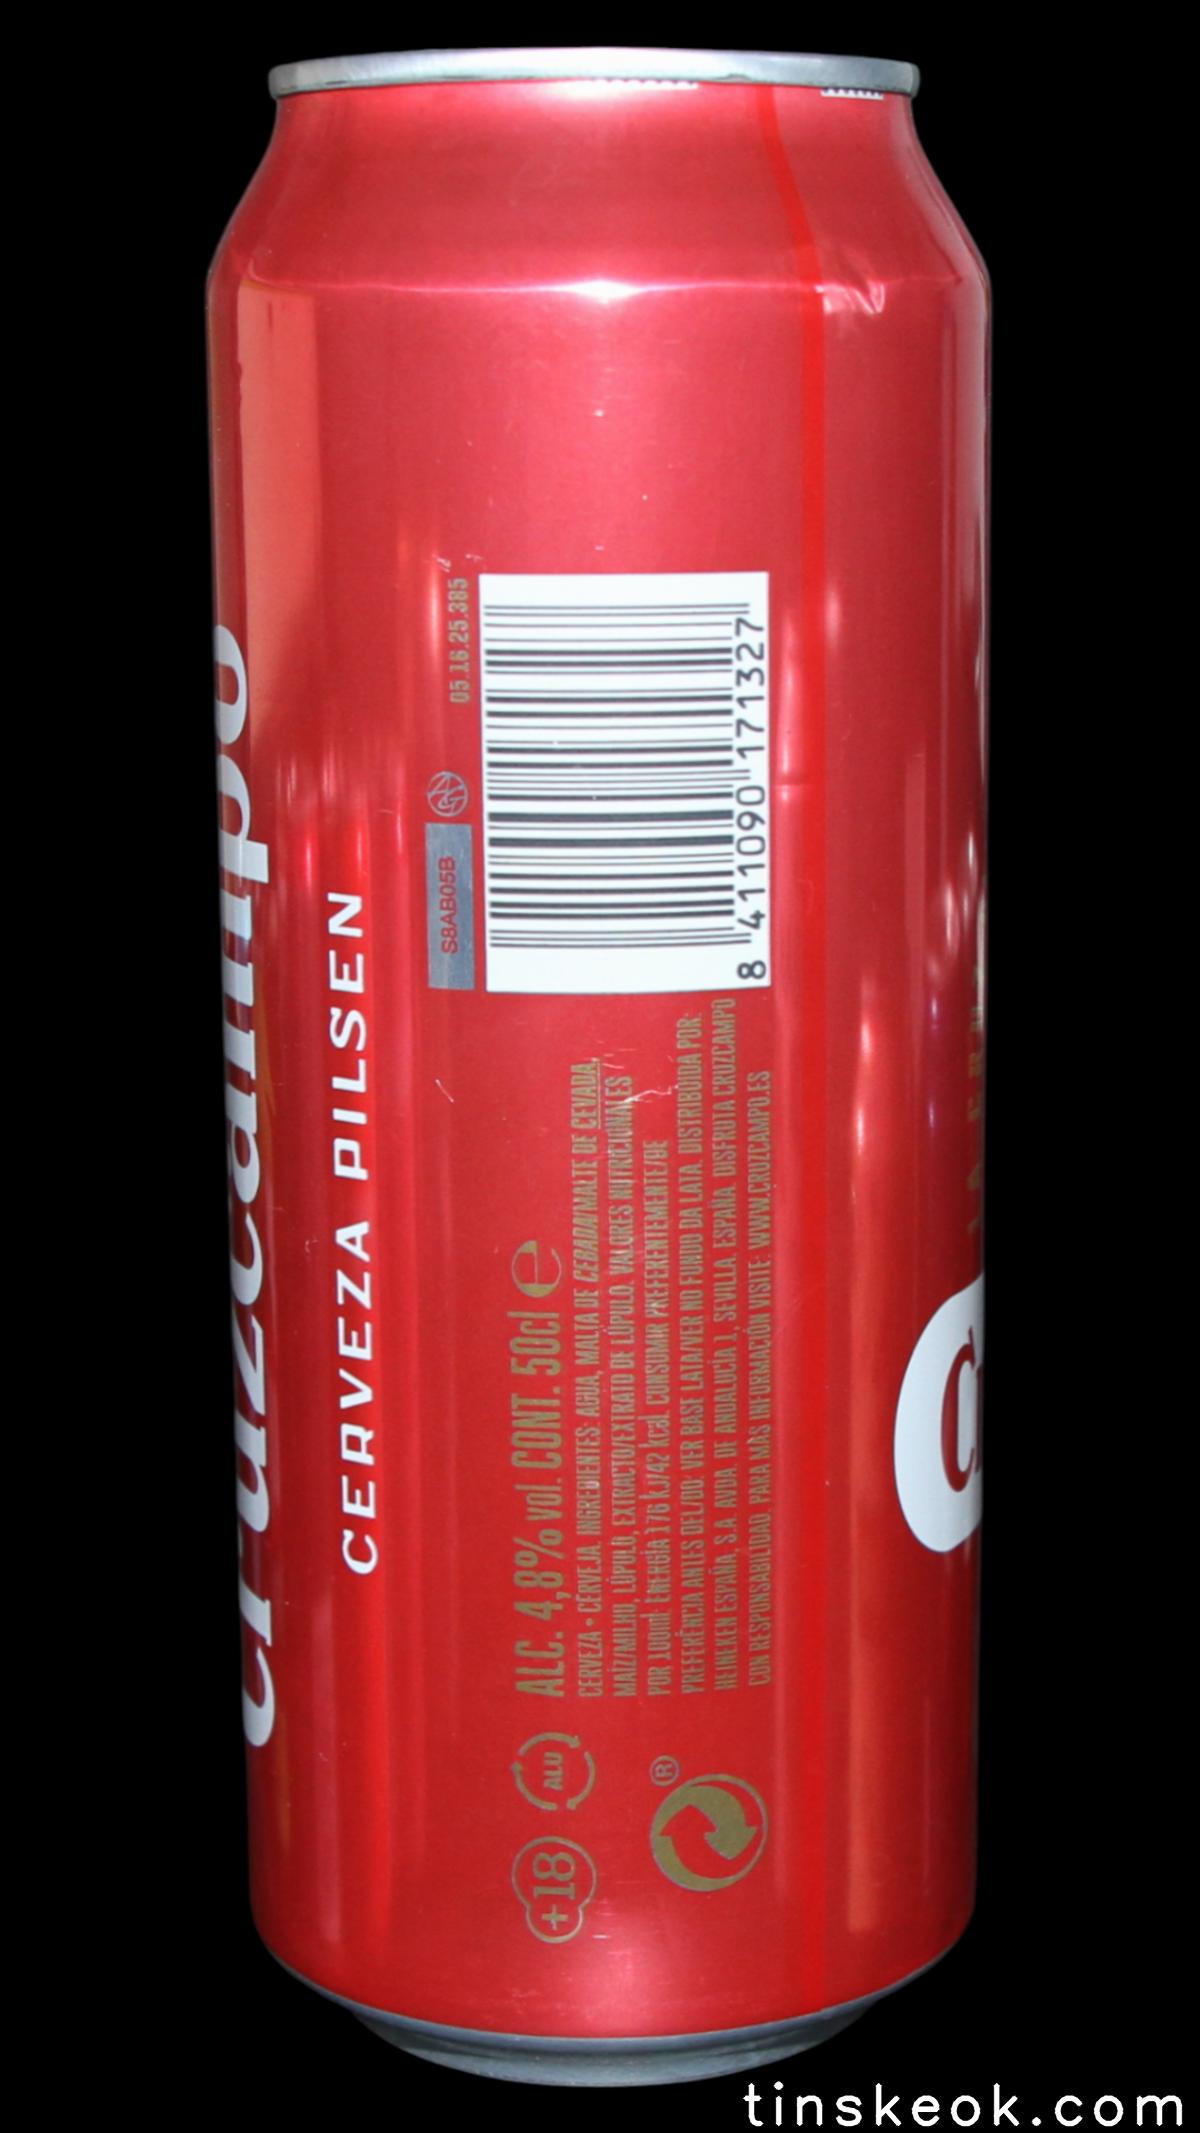 Cruzcampo
CERVEZA PILSEN
05.16.25.385
S8AB05B
8 411090 171327
ALC. 4,8% vol. CONT. 50cl e
CERVEZA • CERVEJA. INGREDIENTES: AGUA, MALTA DE CEBADA/MALTE DE CEVADA,
MAÍZ/MILHO, LÚPULO, EXTRACTO/EXTRATO DE LÚPULO. VALORES NUTRICIONALES
POR 100ml: ENERGÍA 176 kJ/42 kcal. CONSUMIR PREFERENTEMENTE/DE
PREFERÊNCIA ANTES DEL/DO: VER BASE LATA/VER NO FUNDO DA LATA. DISTRIBUIDA POR:
HEINEKEN ESPAÑA, S.A. AVDA. DE ANDALUCÍA 1, SEVILLA. ESPAÑA. DISFRUTA CRUZCAMPO
CON RESPONSABILIDAD. PARA MÁS INFORMACIÓN VISITE: WWW.CRUZCAMPO.ES
ALU
+18
®
tinskeok.com